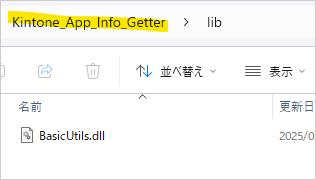 Kintone_App_Info_Getter > lib
並べ替え 表示
名前 更新日
BasicUtils.dll 2025/0